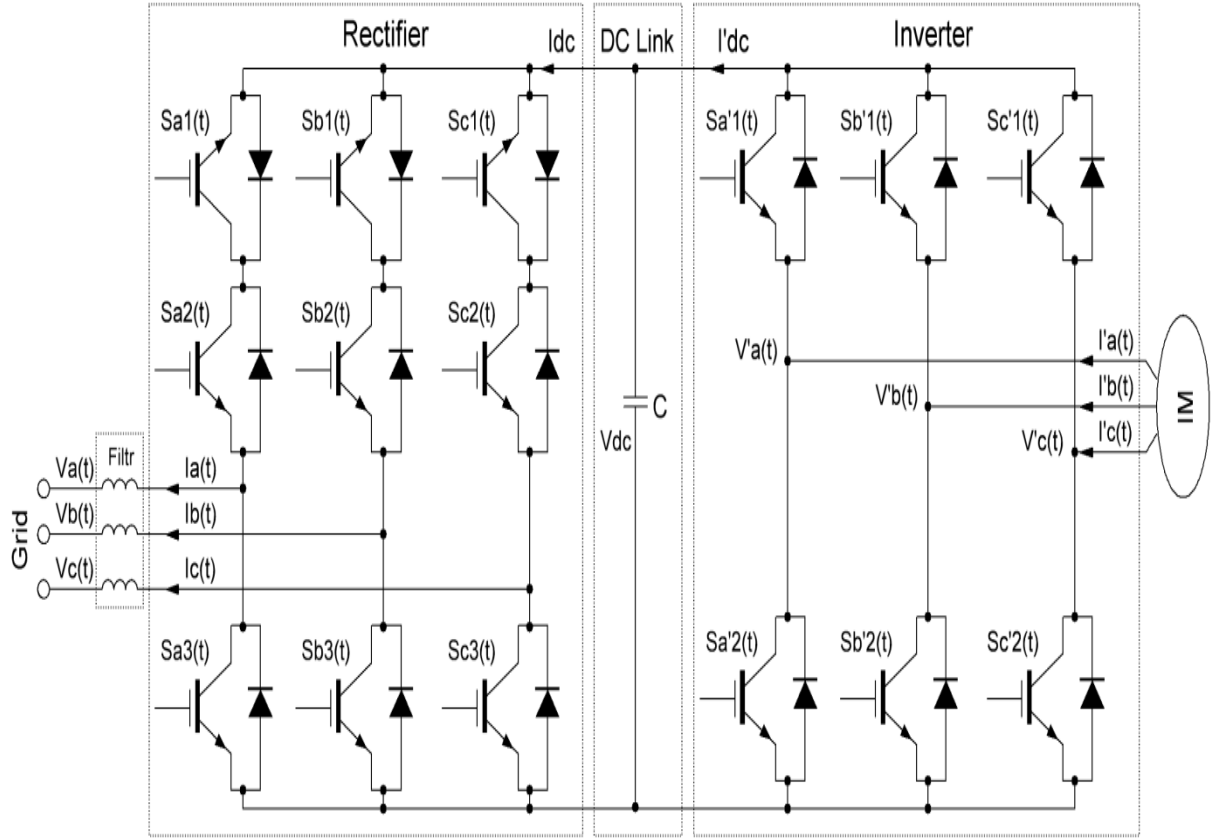 Rectifier
Idc
DC Link
I'dc
Inverter
Sa1(t)
Sb1(t)
Sc1(t)
Sa'1(t)
Sb'1(t)
Sc'1(t)
Sa2(t)
Sb2(t)
Sc2(t)
V'a(t)
I'a(t)
V'b(t)
I'b(t)
V'c(t)
I'c(t)
IM
C
Vdc
Filtr
Grid
Va(t)
Ia(t)
Vb(t)
Ib(t)
Vc(t)
Ic(t)
Sa3(t)
Sb3(t)
Sc3(t)
Sa'2(t)
Sb'2(t)
Sc'2(t)